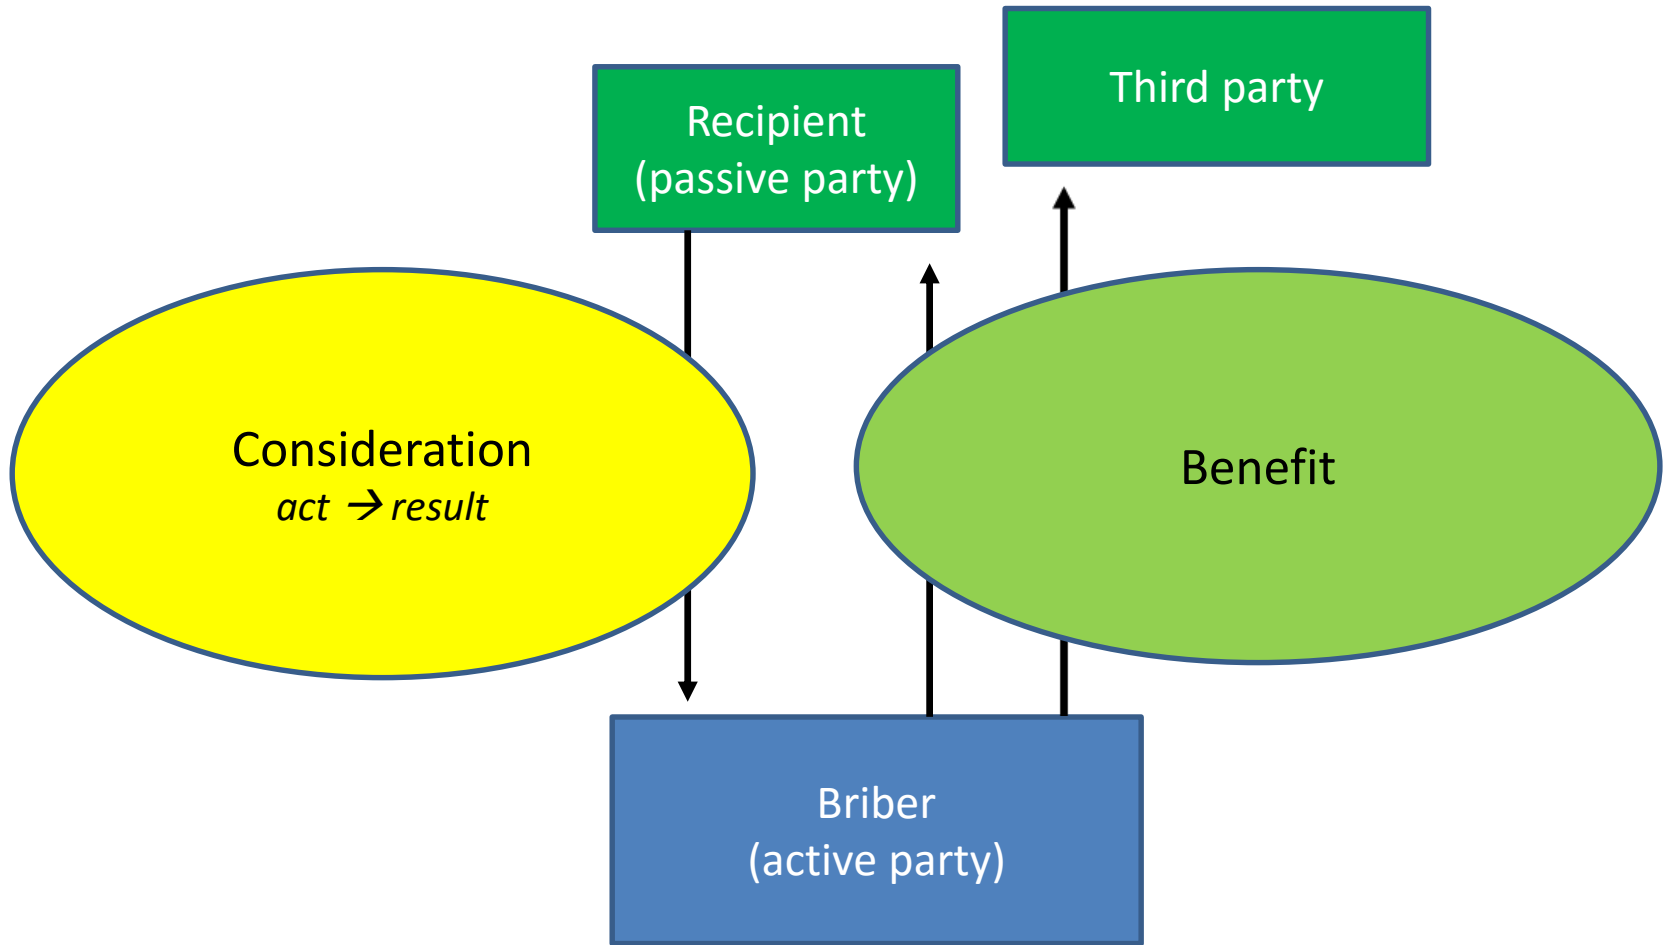 Third party
Recipient
(passive party)
Consideration
act → result
Benefit
Briber
(active party)